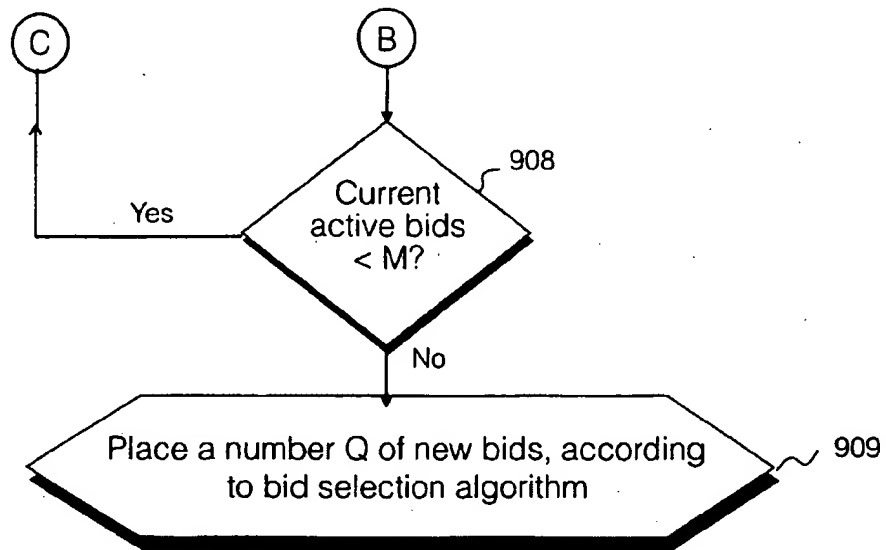 C
B
908
Current
active bids
< M?
Yes
No
Place a number Q of new bids, according
to bid selection algorithm
909